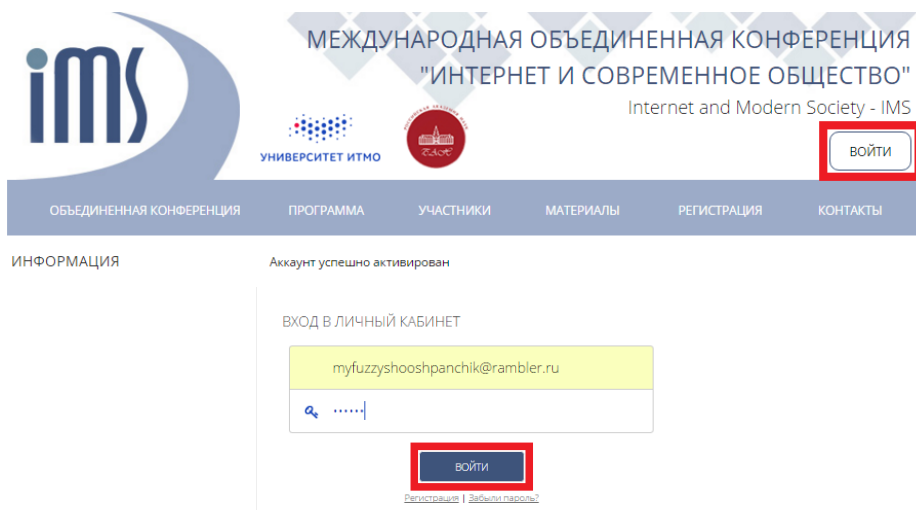 ims
МЕЖДУНАРОДНАЯ ОБЪЕДИНЕННАЯ КОНФЕРЕНЦИЯ
"ИНТЕРНЕТ И СОВРЕМЕННОЕ ОБЩЕСТВО"
Internet and Modern Society - IMS
УНИВЕРСИТЕТ ИТМО
ВОЙТИ
ОБЪЕДИНЕННАЯ КОНФЕРЕНЦИЯ ПРОГРАММА УЧАСТНИКИ МАТЕРИАЛЫ РЕГИСТРАЦИЯ КОНТАКТЫ
ИНФОРМАЦИЯ
Аккаунт успешно активирован
ВХОД В ЛИЧНЫЙ КАБИНЕТ
myfuzzyshooshpanchik@rambler.ru
······
ВОЙТИ
Регистрация | Забыли пароль?